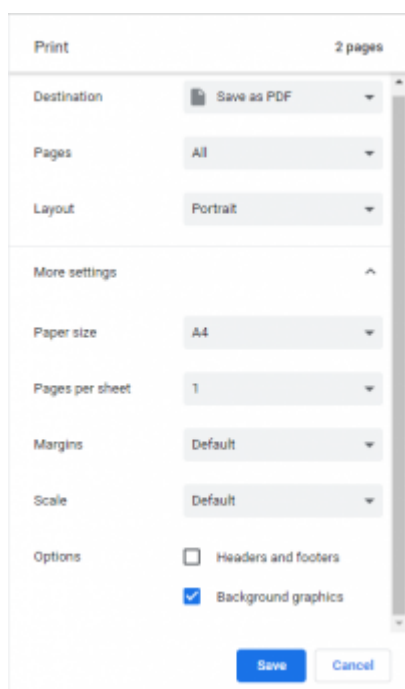 Print 2 pages
Destination Save as PDF
Pages All
Layout Portrait
More settings
Paper size A4
Pages per sheet 1
Margins Default
Scale Default
Options Headers and footers
Background graphics
Save Cancel